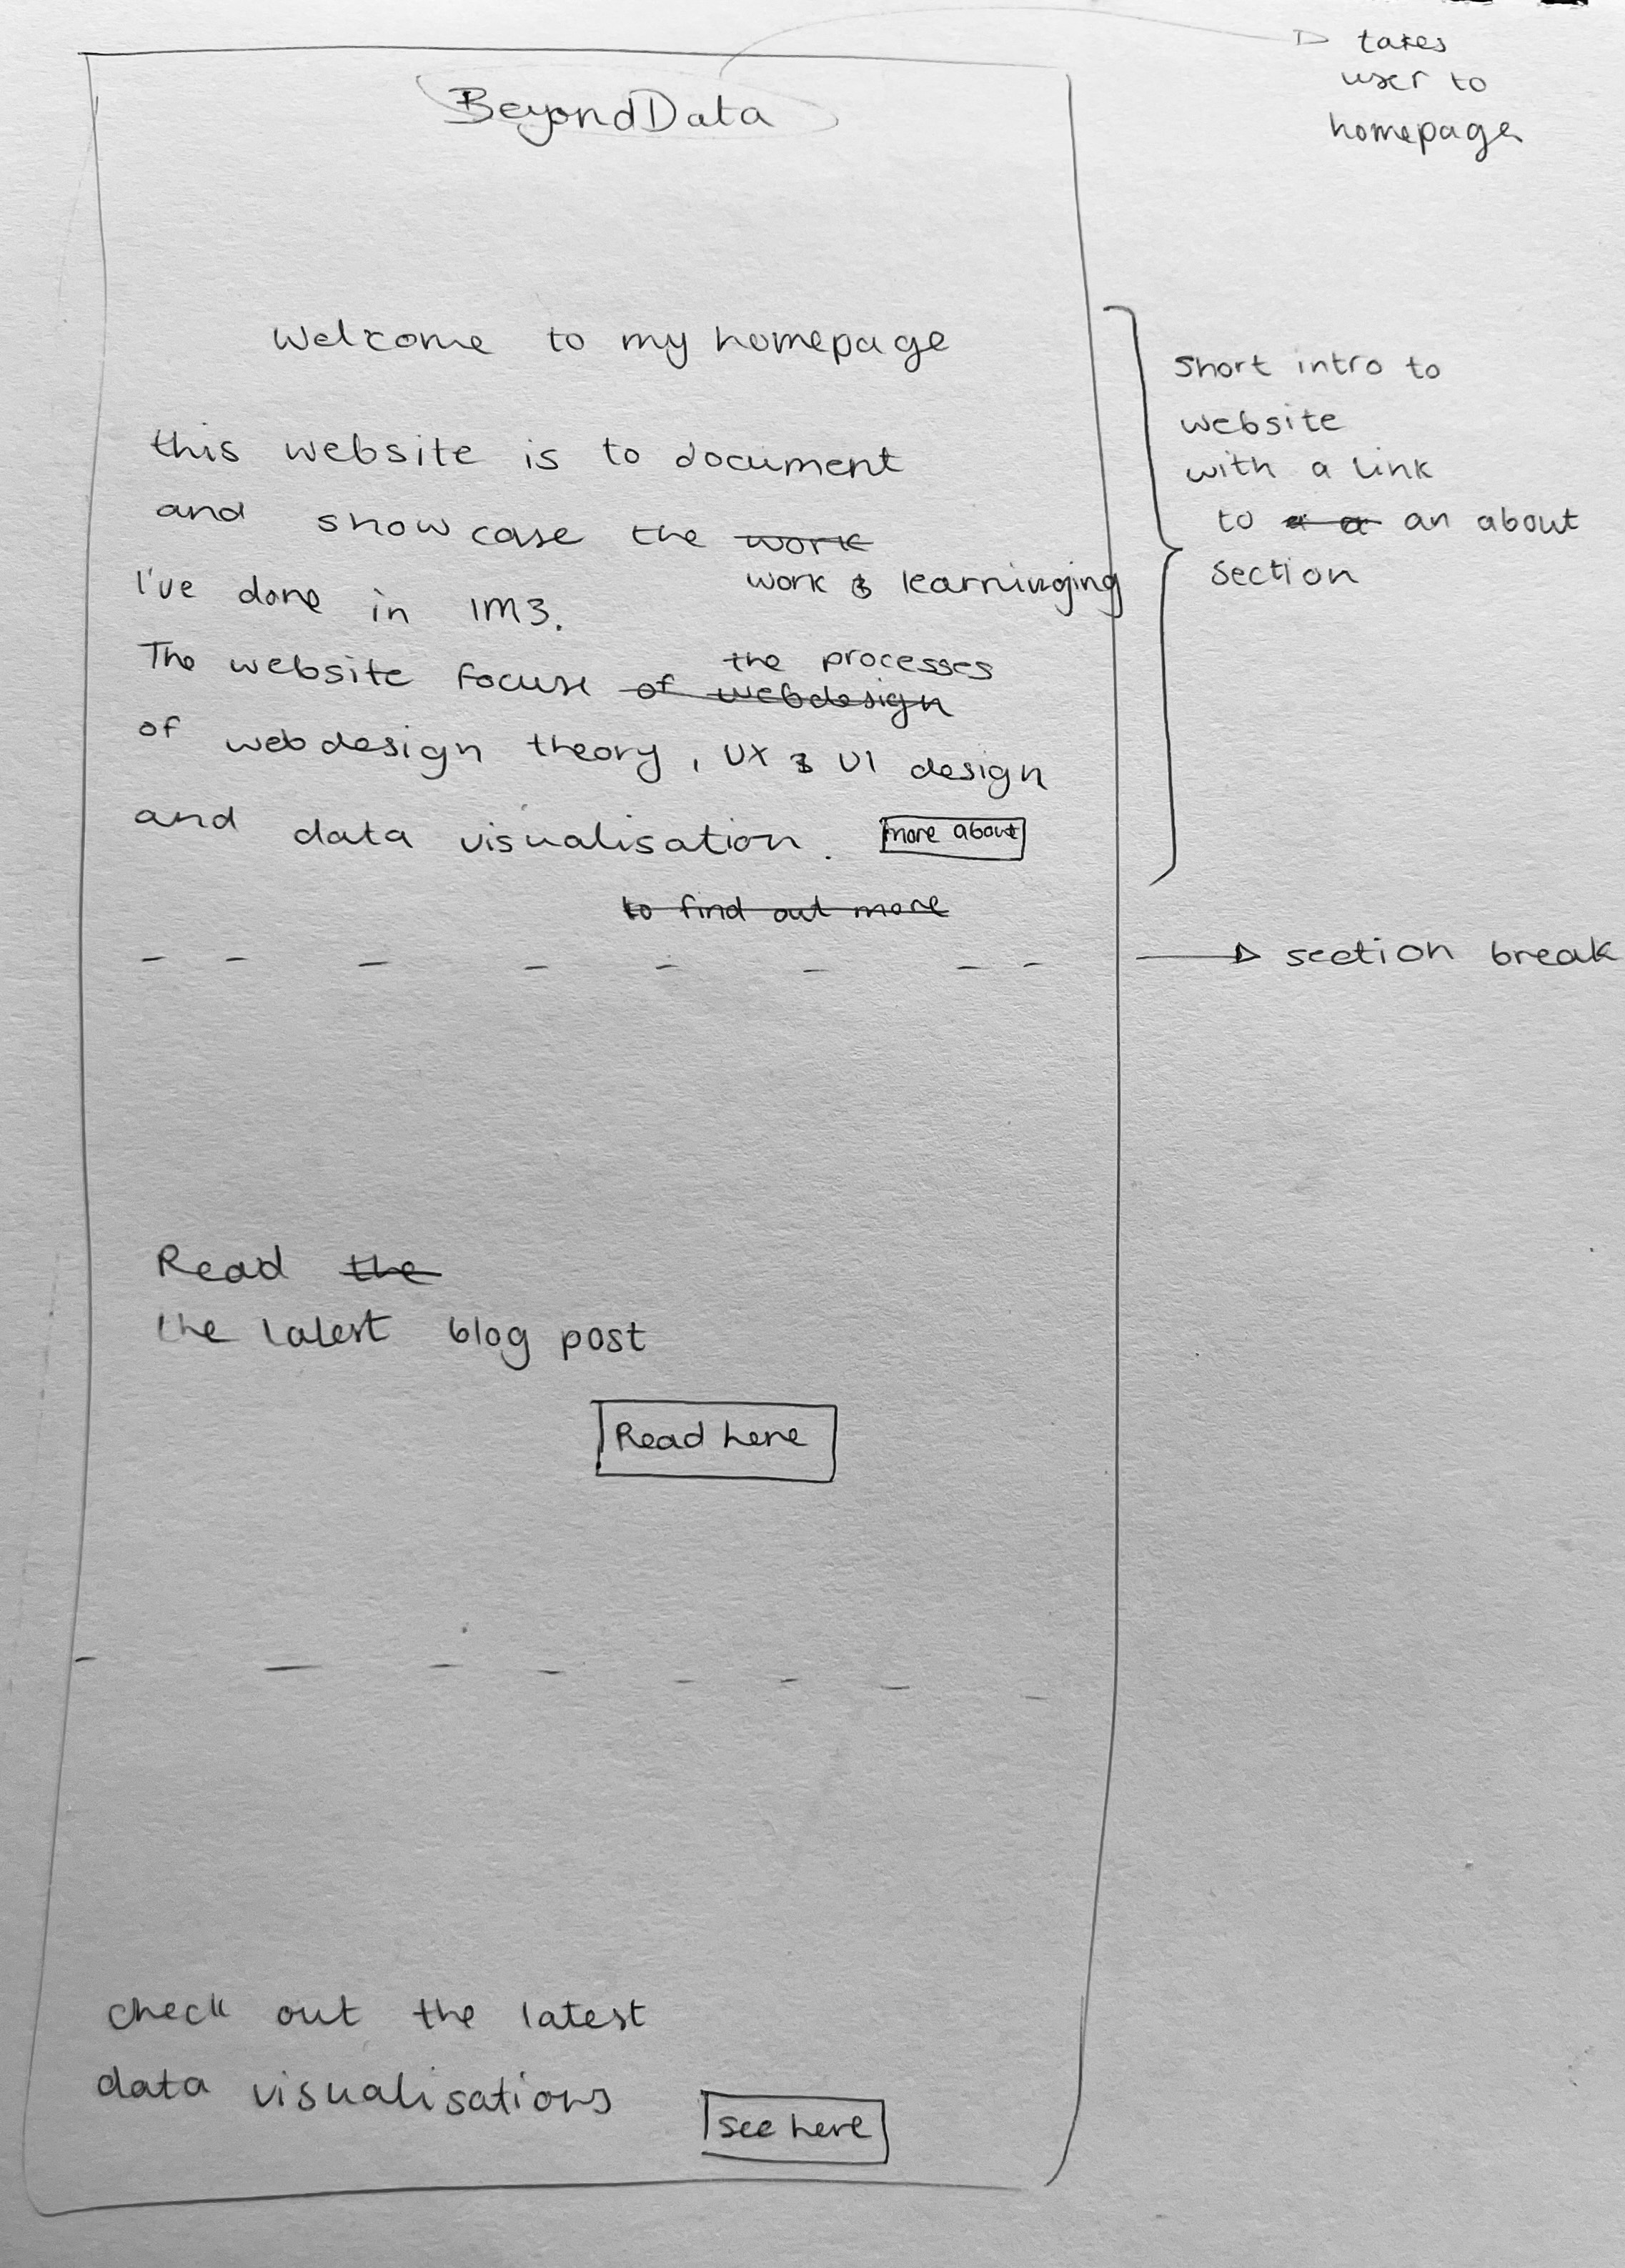 BeyondData
takes
user to
homepage
Welcome to my homepage
this website is to document
and showcase the work
work & learninging
I've done in IM3.
The website focuse of webdesign
the processes
of webdesign theory, UX & UI design
and data visualisation. more about
to find out more
short intro to
website
with a link
to a a an about
section
section break
Read the
the latest blog post
Read here
check out the latest
data visualisations
see here